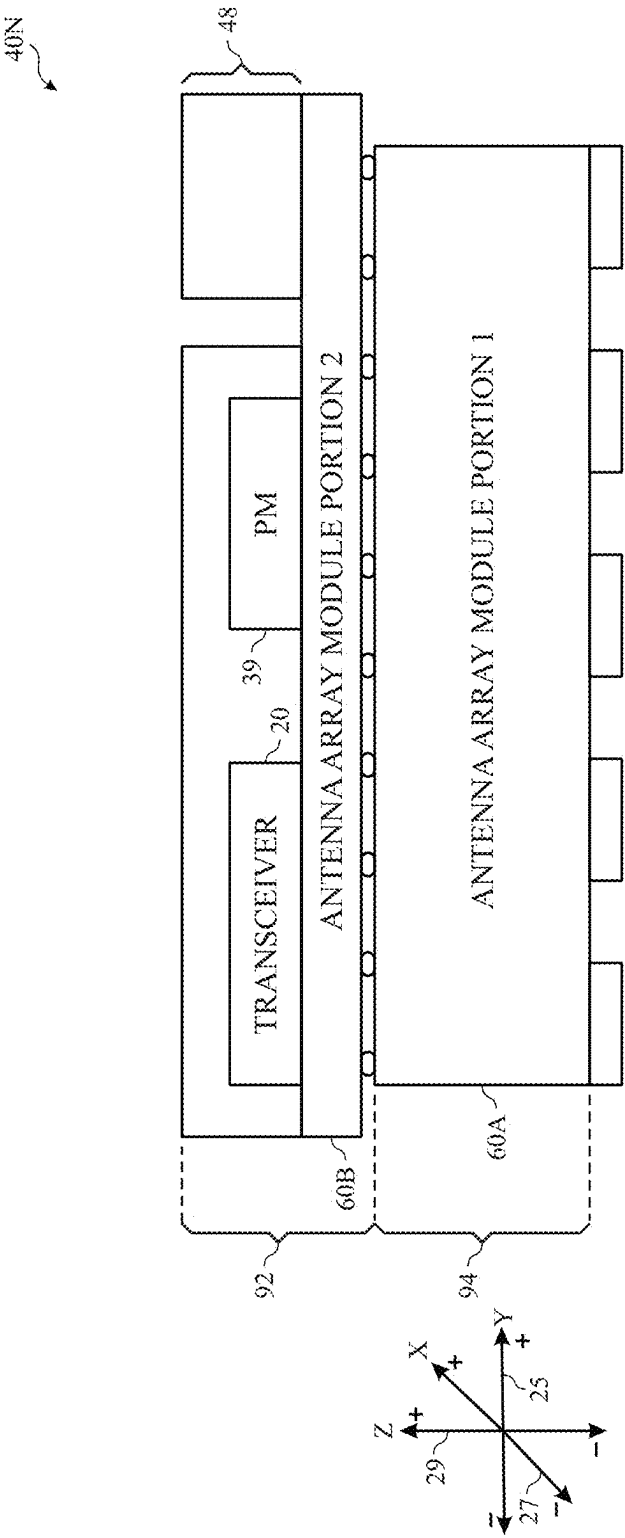 40N
48
TRANSCEIVER
20
PM
39
ANTENNA ARRAY MODULE PORTION 2
60B
ANTENNA ARRAY MODULE PORTION 1
60A
92
94
Z
+
X
+
Y
+
25
29
27
−
−
−